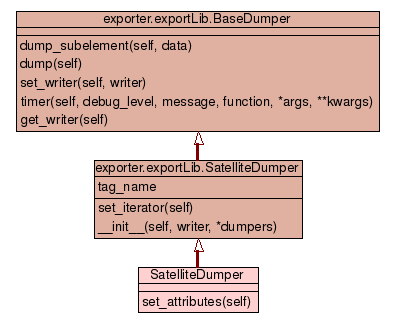 exporter.exportLib.BaseDumper
dump_subelement(self, data)
dump(self)
set_writer(self, writer)
timer(self, debug_level, message, function, *args, **kwargs)
get_writer(self)
exporter.exportLib.SatelliteDumper
tag_name
set_iterator(self)
__init__(self, writer, *dumpers)
SatelliteDumper
set_attributes(self)